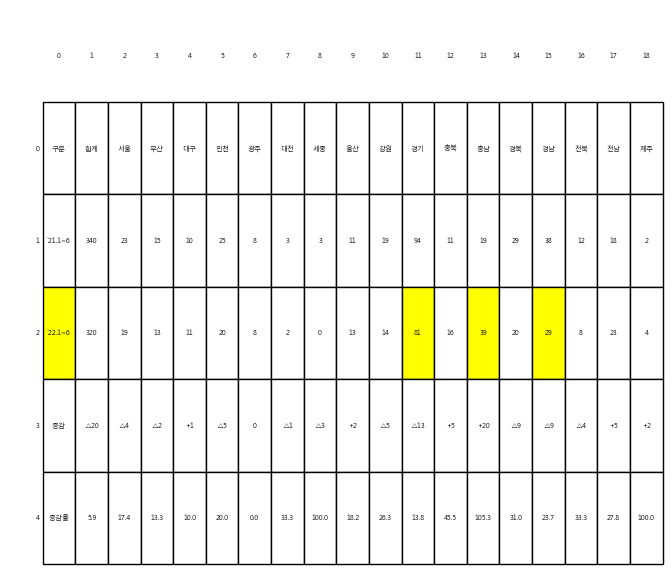 0 1 2 3 4 5 6 7 8 9 10 11 12 13 14 15 16 17 18
0 구분 합계 서울 부산 대구 인천 광주 대전 세종 울산 강원 경기 충북 충남 경북 경남 전북 전남 제주
1 '21.1~6 340 23 15 10 25 8 3 3 11 19 94 11 19 29 38 12 18 2
2 '22.1~6 320 19 13 11 20 8 2 0 13 14 81 16 39 20 29 8 23 4
3 증감 △20 △4 △2 +1 △5 0 △1 △3 +2 △5 △13 +5 +20 △9 △9 △4 +5 +2
4 증감률 5.9 17.4 13.3 10.0 20.0 0.0 33.3 100.0 18.2 26.3 13.8 45.5 105.3 31.0 23.7 33.3 27.8 100.0